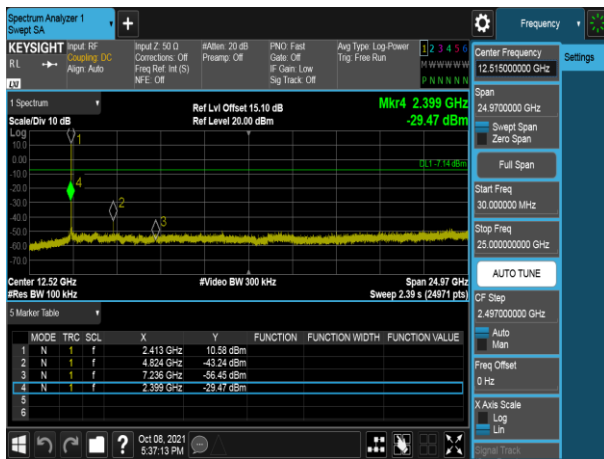 Spectrum Analyzer 1
Swept SA
+
Frequency
KEYSIGHT
RL
LXI
Input: RF
Coupling: DC
Align: Auto
Input Z: 50 Ω
Corrections: Off
Freq Ref: Int (S)
NFE: Off
#Atten: 20 dB
Preamp: Off
PNO: Fast
Gate: Off
IF Gain: Low
Sig Track: Off
Avg Type: Log-Power
Trig: Free Run
1 2 3 4 5 6
M W W W W W
P N N N N N
Center Frequency
12.515000000 GHz
Settings
1 Spectrum
Scale/Div 10 dB
Ref Lvl Offset 15.10 dB
Ref Level 20.00 dBm
Mkr4 2.399 GHz
-29.47 dBm
Log
10.0
0.00
-10.0
-20.0
-30.0
-40.0
-50.0
-60.0
-70.0
1
4
2
3
DL1 -7.14 dBm
Center 12.52 GHz
#Res BW 100 kHz
#Video BW 300 kHz
Span 24.97 GHz
Sweep 2.39 s (24971 pts)
Span
24.9700000 GHz
Swept Span
Zero Span
Full Span
Start Freq
30.000000 MHz
Stop Freq
25.000000000 GHz
AUTO TUNE
CF Step
2.497000000 GHz
Auto
Man
Freq Offset
0 Hz
X Axis Scale
Log
Lin
Signal Track
5 Marker Table
MODE TRC SCL X Y FUNCTION FUNCTION WIDTH FUNCTION VALUE
1 N 1 f 2.413 GHz 10.58 dBm
2 N 1 f 4.824 GHz -43.24 dBm
3 N 1 f 7.236 GHz -56.45 dBm
4 N 1 f 2.399 GHz -29.47 dBm
5
6
?
Oct 08, 2021
5:37:13 PM